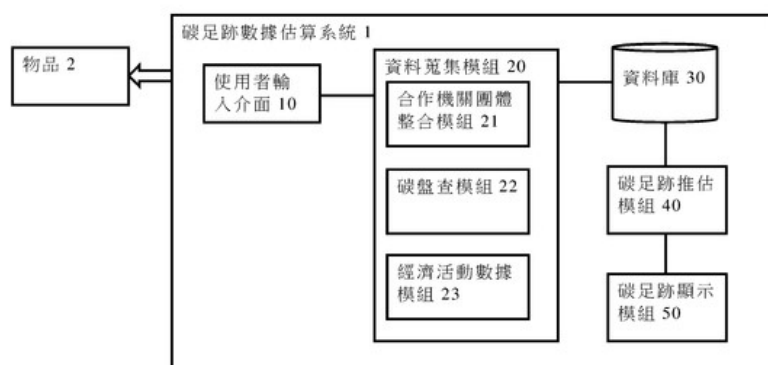 碳足跡數據估算系統 1
物品 2
使用者輸
入介面 10
資料蒐集模組 20
合作機關團體
整合模組 21
碳盤查模組 22
經濟活動數據
模組 23
資料庫 30
碳足跡推估
模組 40
碳足跡顯示
模組 50